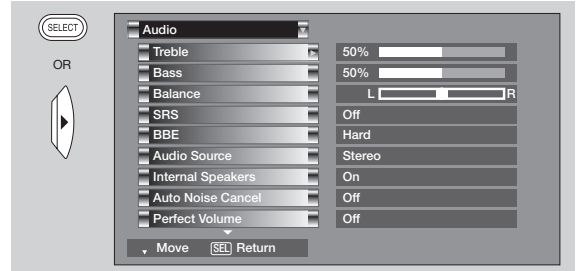 SELECT
OR
Audio
Treble 50%
Bass 50%
Balance L R
SRS Off
BBE Hard
Audio Source Stereo
Internal Speakers On
Auto Noise Cancel Off
Perfect Volume Off
Move SEL Return